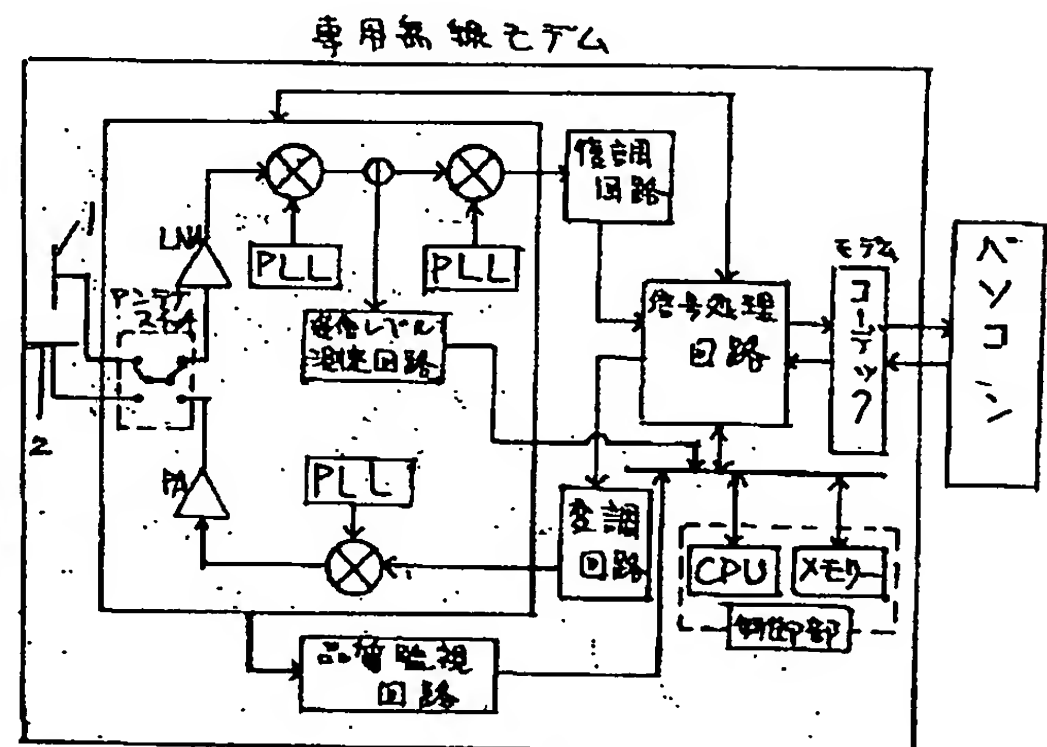 専用無線モデム
復調
回路
1
LNA
PLL
PLL
モデム
コーデック
パソコン
アンテナ
スイッチ
レベル
測定回路
信号処理
回路
2
PA
PLL
変調
回路
CPU
メモリー
制御部
品質監視
回路